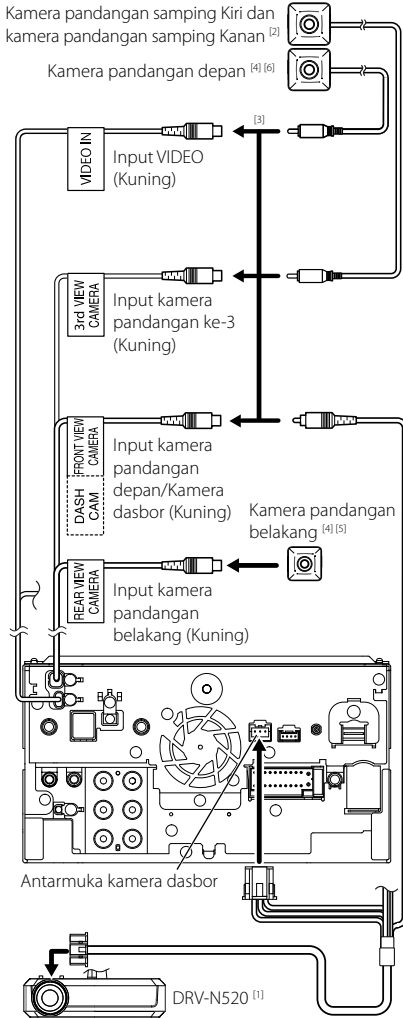 Kamera pandangan samping Kiri dan
kamera pandangan samping Kanan [2]
Kamera pandangan depan [4] [6]
[3]
VIDEO IN
Input VIDEO
(Kuning)
3rd VIEW
CAMERA
Input kamera
pandangan ke-3
(Kuning)
FRONT VIEW
CAMERA
DASH
CAM
Input kamera
pandangan
depan/Kamera
dasbor (Kuning)
Kamera pandangan
belakang [4] [5]
REAR VIEW
CAMERA
Input kamera
pandangan
belakang (Kuning)
Antarmuka kamera dasbor
DRV-N520 [1]